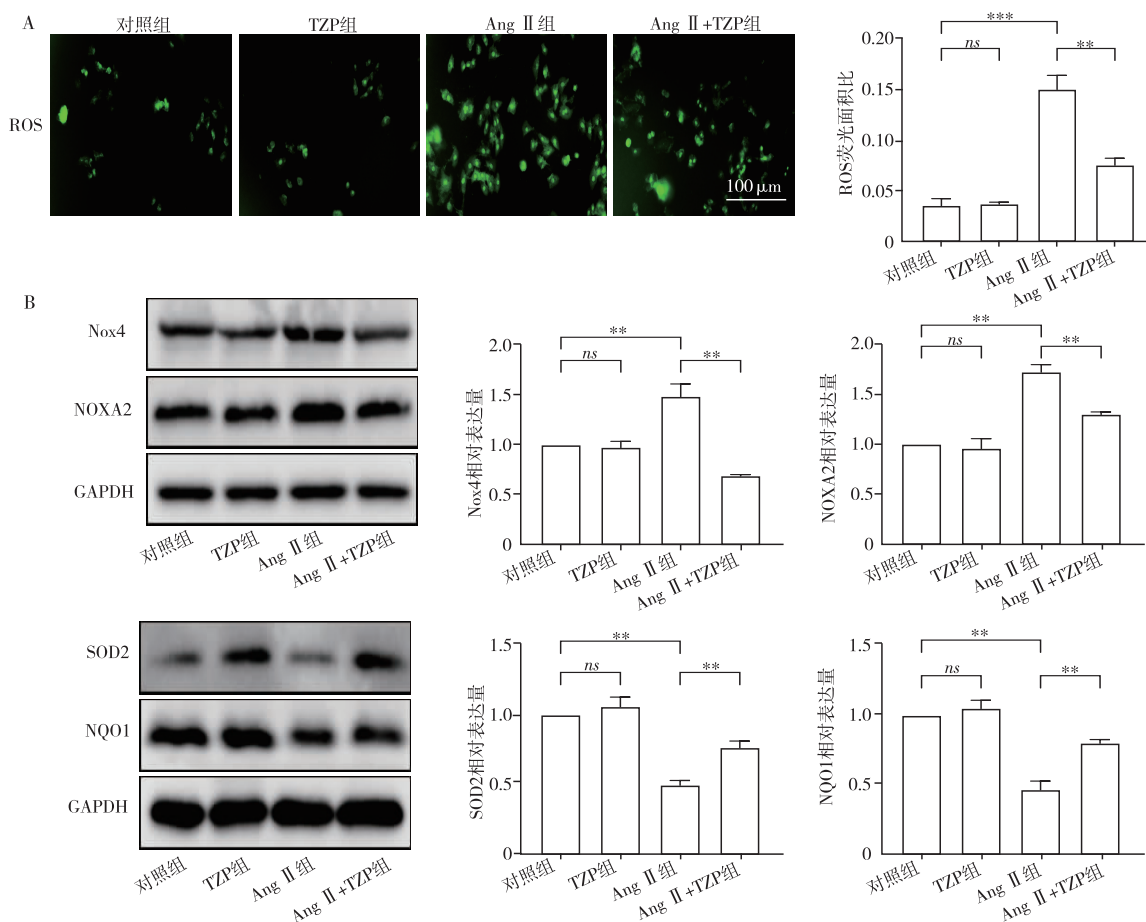 A
对照组 TZP组 Ang Ⅱ组 Ang Ⅱ+TZP组
ROS
100 μm
ROS荧光面积比
0.20
0.15
0.10
0.05
0
***
ns
**
对照组
TZP组
Ang Ⅱ组
Ang Ⅱ+TZP组
B
Nox4
NOXA2
GAPDH
对照组
TZP组
Ang Ⅱ组
Ang Ⅱ+TZP组
Nox4相对表达量
2.0
1.5
1.0
0.5
0
**
ns
**
对照组
TZP组
Ang Ⅱ组
Ang Ⅱ+TZP组
NOXA2相对表达量
2.0
1.5
1.0
0.5
0
**
ns
**
对照组
TZP组
Ang Ⅱ组
Ang Ⅱ+TZP组
SOD2
NQO1
GAPDH
对照组
TZP组
Ang Ⅱ组
Ang Ⅱ+TZP组
SOD2相对表达量
1.5
1.0
0.5
0
**
ns
**
对照组
TZP组
Ang Ⅱ组
Ang Ⅱ+TZP组
NQO1相对表达量
1.5
1.0
0.5
0
**
ns
**
对照组
TZP组
Ang Ⅱ组
Ang Ⅱ+TZP组